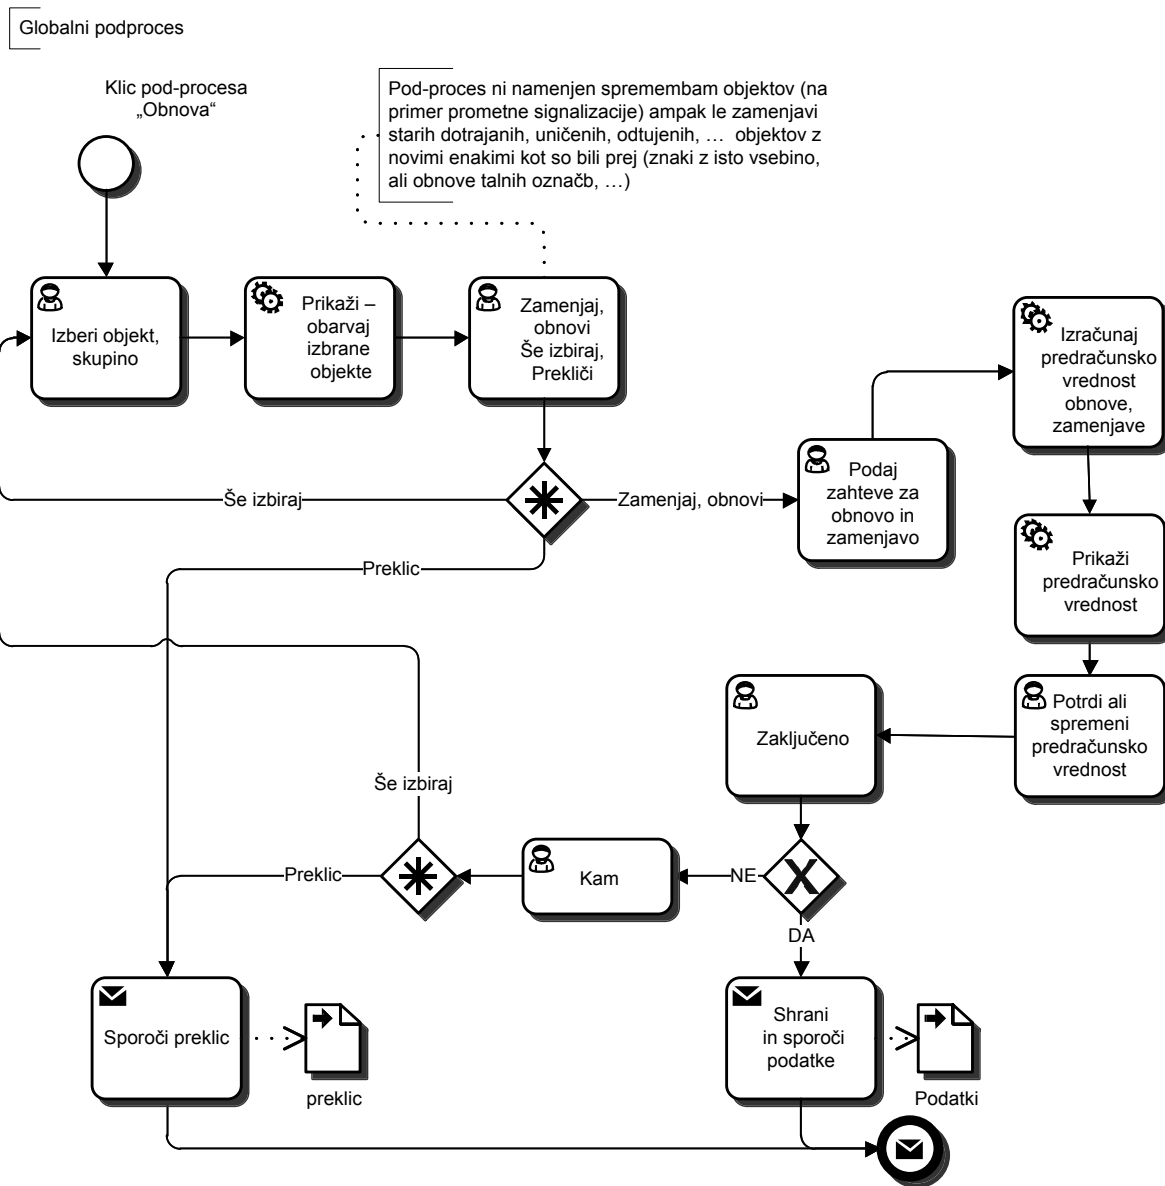 Globalni podproces
Klic pod-procesa
„Obnova“
Pod-proces ni namenjen spremembam objektov (na
primer prometne signalizacije) ampak le zamenjavi
starih dotrajanih, uničenih, odtujenih, … objektov z
novimi enakimi kot so bili prej (znaki z isto vsebino,
ali obnove talnih označb, …)
Izberi objekt,
skupino
Prikaži –
obarvaj
izbrane
objekte
Zamenjaj,
obnovi
Še izbiraj,
Prekliči
Izračunaj
predračunsko
vrednost
obnove,
zamenjave
Še izbiraj
Zamenjaj, obnovi
Podaj
zahteve za
obnovo in
zamenjavo
Preklic
Prikaži
predračunsko
vrednost
Potrdi ali
spremeni
predračunsko
vrednost
Zaključeno
Še izbiraj
Preklic
Kam
NE
X
DA
Sporoči preklic
preklic
Shrani
in sporoči
podatke
Podatki